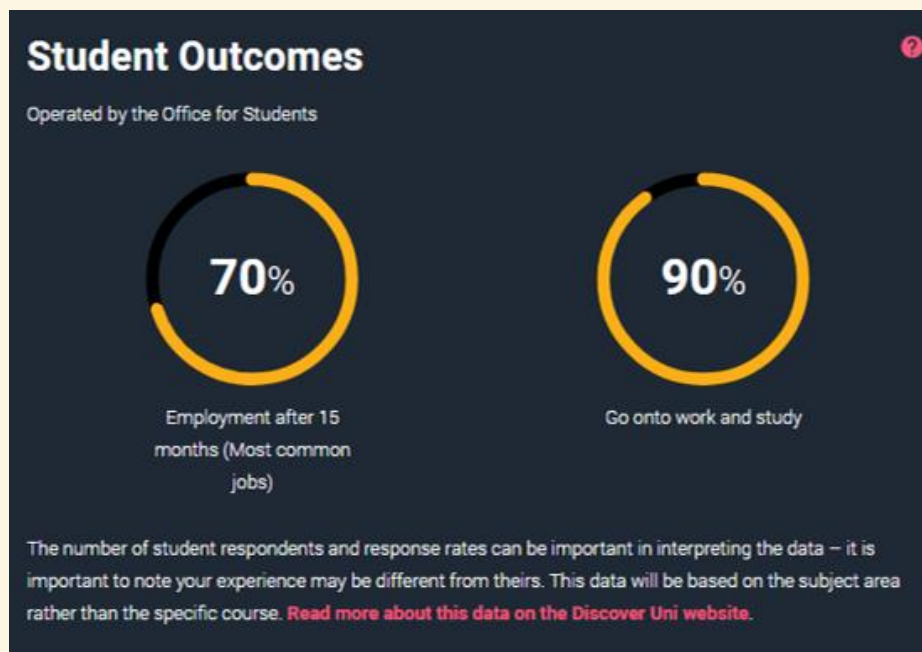 Student Outcomes
?
Operated by the Office for Students
70%
90%
Employment after 15
months (Most common
jobs)
Go onto work and study
The number of student respondents and response rates can be important in interpreting the data – it is
important to note your experience may be different from theirs. This data will be based on the subject area
rather than the specific course. Read more about this data on the Discover Uni website.